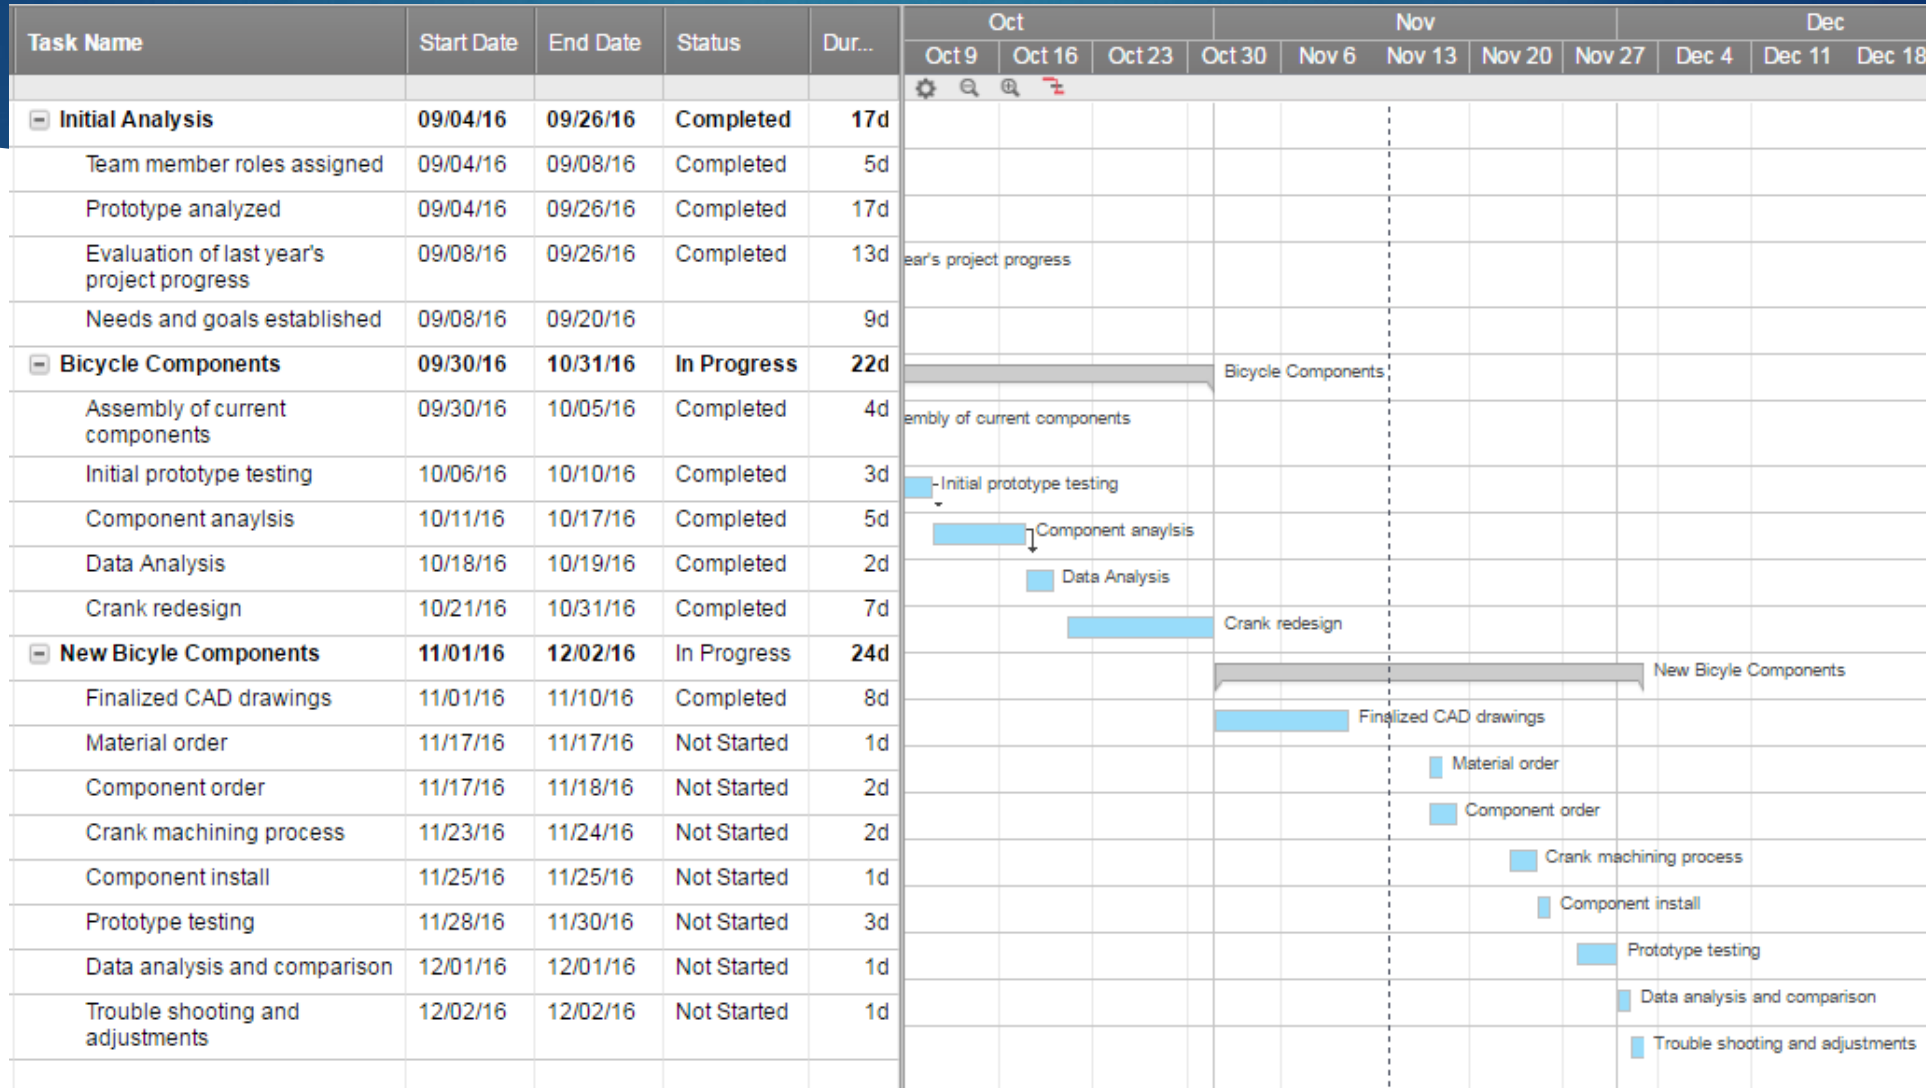 Task Name Start Date End Date Status Dur... Oct Nov Dec
Oct 9 Oct 16 Oct 23 Oct 30 Nov 6 Nov 13 Nov 20 Nov 27 Dec 4 Dec 11 Dec 18
Initial Analysis 09/04/16 09/26/16 Completed 17d
Team member roles assigned 09/04/16 09/08/16 Completed 5d
Prototype analyzed 09/04/16 09/26/16 Completed 17d
Evaluation of last year's 09/08/16 09/26/16 Completed 13d ear's project progress
project progress
Needs and goals established 09/08/16 09/20/16 9d
Bicycle Components 09/30/16 10/31/16 In Progress 22d Bicycle Components
Assembly of current 09/30/16 10/05/16 Completed 4d embly of current components
components
Initial prototype testing 10/06/16 10/10/16 Completed 3d Initial prototype testing
Component anaylsis 10/11/16 10/17/16 Completed 5d Component anaylsis
Data Analysis 10/18/16 10/19/16 Completed 2d Data Analysis
Crank redesign 10/21/16 10/31/16 Completed 7d Crank redesign
New Bicyle Components 11/01/16 12/02/16 In Progress 24d New Bicyle Components
Finalized CAD drawings 11/01/16 11/10/16 Completed 8d Finalized CAD drawings
Material order 11/17/16 11/17/16 Not Started 1d Material order
Component order 11/17/16 11/18/16 Not Started 2d Component order
Crank machining process 11/23/16 11/24/16 Not Started 2d Crank machining process
Component install 11/25/16 11/25/16 Not Started 1d Component install
Prototype testing 11/28/16 11/30/16 Not Started 3d Prototype testing
Data analysis and comparison 12/01/16 12/01/16 Not Started 1d Data analysis and comparison
Trouble shooting and 12/02/16 12/02/16 Not Started 1d Trouble shooting and adjustments
adjustments